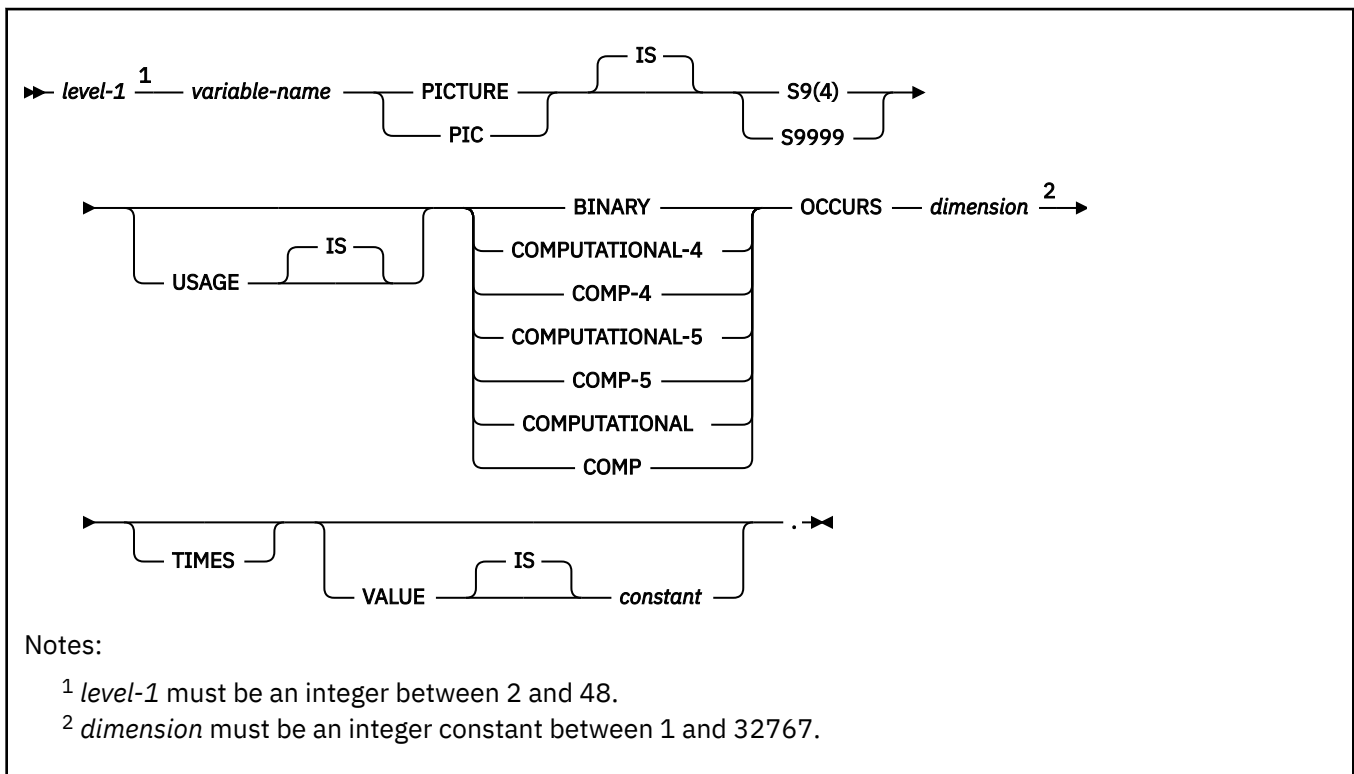 IS
level-1 1 variable-name PICTURE S9(4)
PIC S9999
BINARY OCCURS dimension 2
IS COMPUTATIONAL-4
USAGE COMP-4
COMPUTATIONAL-5
COMP-5
COMPUTATIONAL
COMP
.
TIMES IS
VALUE constant
Notes:
1 level-1 must be an integer between 2 and 48.
2 dimension must be an integer constant between 1 and 32767.